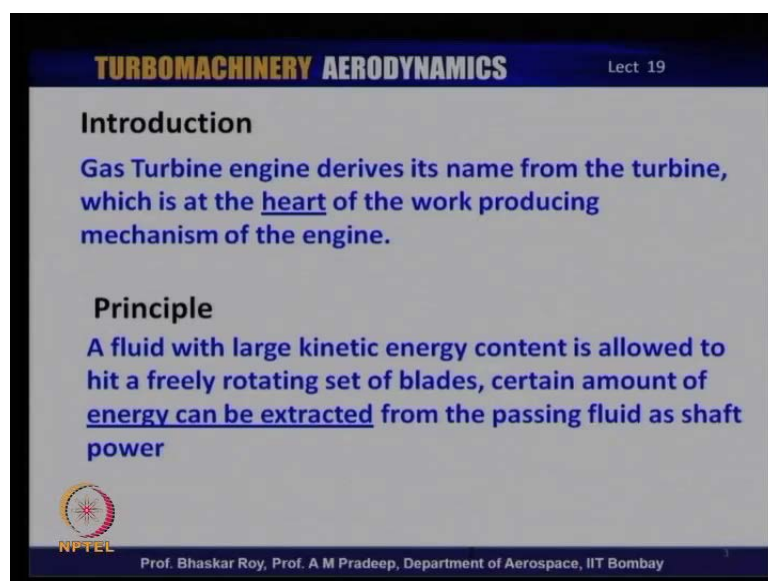 TURBOMACHINERY AERODYNAMICS Lect 19
Introduction
Gas Turbine engine derives its name from the turbine,
which is at the heart of the work producing
mechanism of the engine.
Principle
A fluid with large kinetic energy content is allowed to
hit a freely rotating set of blades, certain amount of
energy can be extracted from the passing fluid as shaft
power
NPTEL
Prof. Bhaskar Roy, Prof. A M Pradeep, Department of Aerospace, IIT Bombay
3